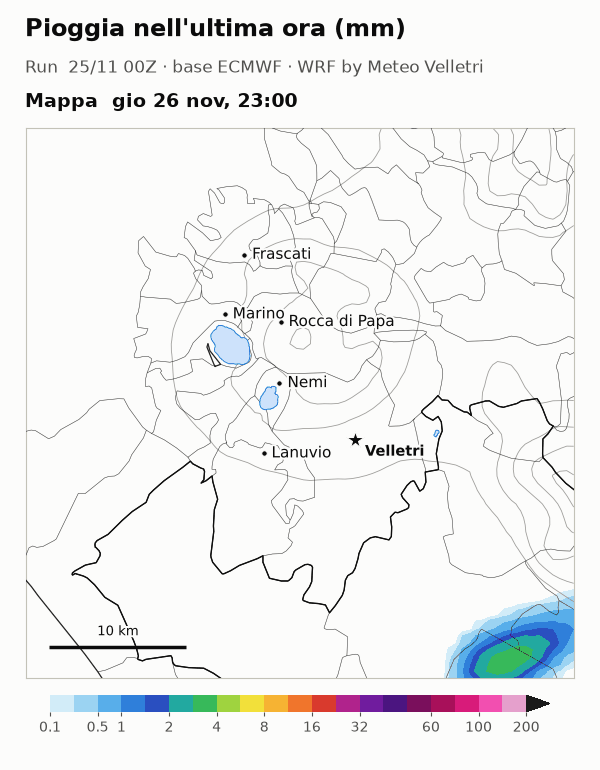 Pioggia nell'ultima ora (mm)
Run  25/11 00Z · base ECMWF · WRF by Meteo Velletri
Mappa  gio 26 nov, 23:00
Frascati
Marino
Rocca di Papa
Nemi
Velletri
Lanuvio
10 km
0.1 0.5 1 2 4 8 16 32 60 100 200